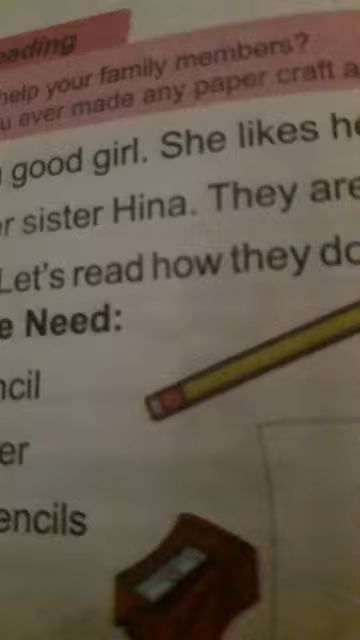 eading
help your family members?
u ever made any paper craft a
good girl. She likes he
r sister Hina. They are
Let's read how they do
e Need:
ncil
er
encils